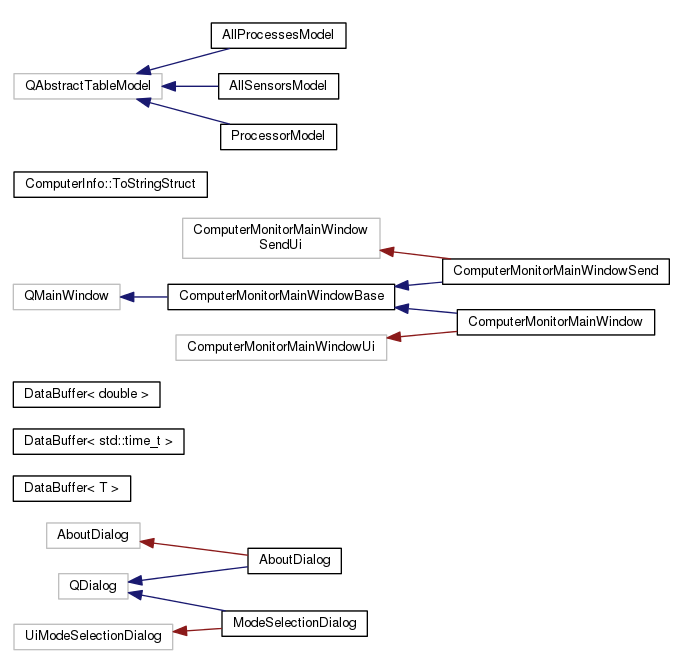 AllProcessesModel
QAbstractTableModel
AllSensorsModel
ProcessorModel
ComputerInfo::ToStringStruct
ComputerMonitorMainWindow
SendUi
ComputerMonitorMainWindowSend
QMainWindow
ComputerMonitorMainWindowBase
ComputerMonitorMainWindow
ComputerMonitorMainWindowUi
DataBuffer< double >
DataBuffer< std::time_t >
DataBuffer< T >
AboutDialog
AboutDialog
QDialog
ModeSelectionDialog
UiModeSelectionDialog